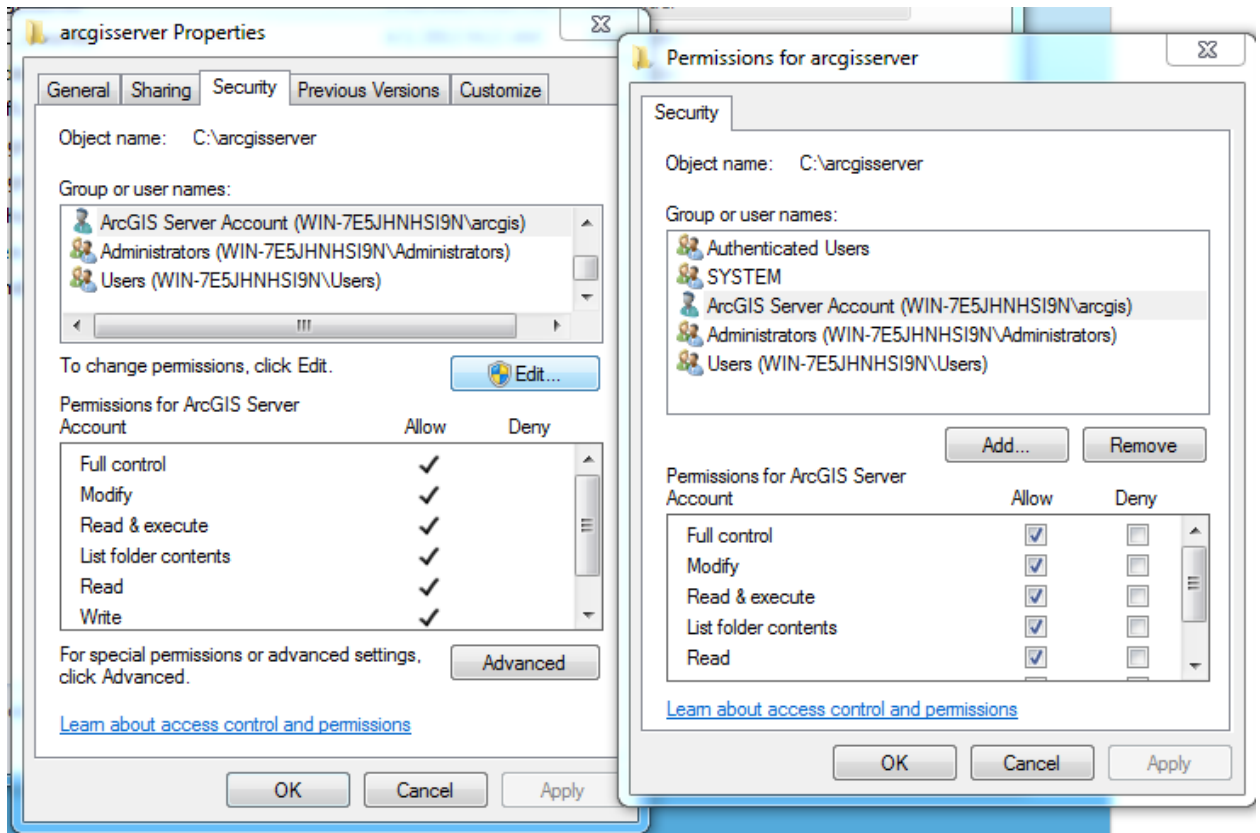 arcgisserver Properties
General Sharing Security Previous Versions Customize
Object name: C:\arcgisserver
Group or user names:
ArcGIS Server Account (WIN-7E5JHNHSI9N\arcgis)
Administrators (WIN-7E5JHNHSI9N\Administrators)
Users (WIN-7E5JHNHSI9N\Users)
To change permissions, click Edit.
Edit...
Permissions for ArcGIS Server
Account Allow Deny
Full control
Modify
Read & execute
List folder contents
Read
Write
For special permissions or advanced settings,
click Advanced.
Advanced
Learn about access control and permissions
OK Cancel Apply
Permissions for arcgisserver
Security
Object name: C:\arcgisserver
Group or user names:
Authenticated Users
SYSTEM
ArcGIS Server Account (WIN-7E5JHNHSI9N\arcgis)
Administrators (WIN-7E5JHNHSI9N\Administrators)
Users (WIN-7E5JHNHSI9N\Users)
Add... Remove
Permissions for ArcGIS Server
Account Allow Deny
Full control
Modify
Read & execute
List folder contents
Read
Learn about access control and permissions
OK Cancel Apply